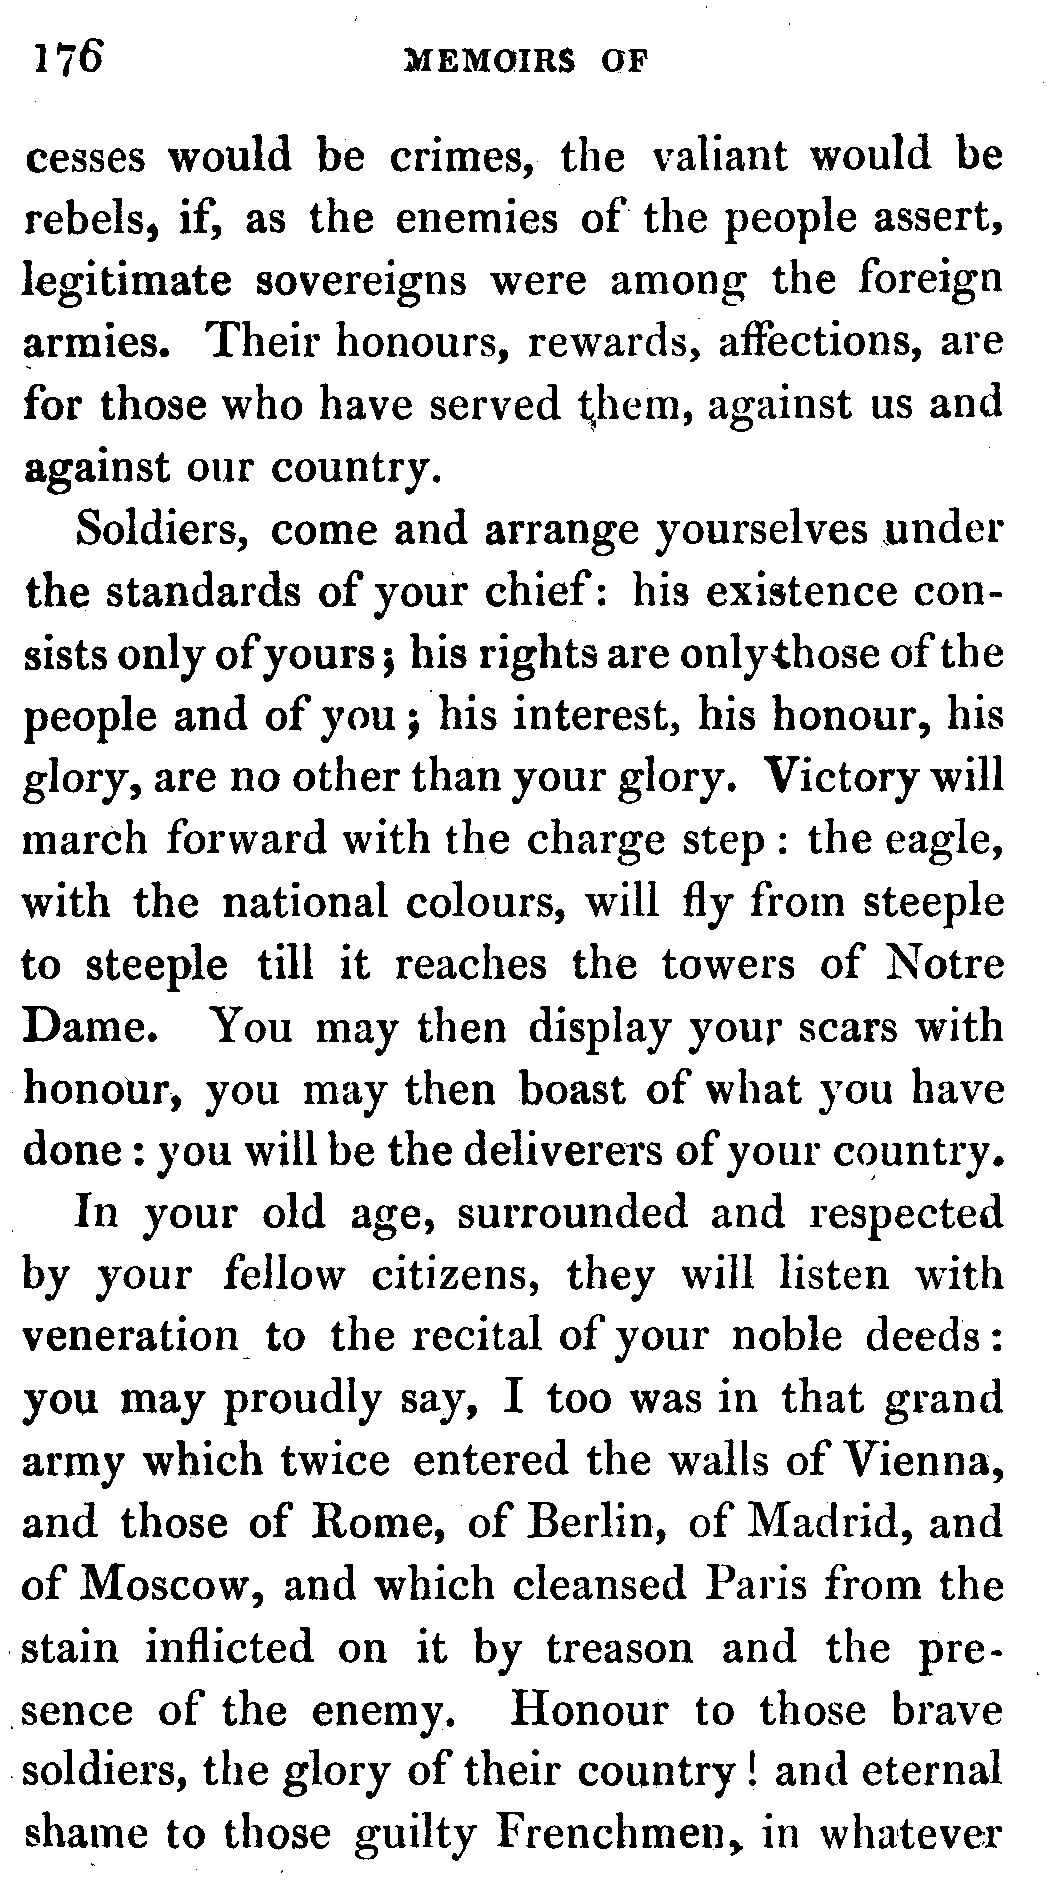 176 MEMOIRS OF
cesses would be crimes, the valiant would be
rebels, if, as the enemies of the people assert,
legitimate sovereigns were among the foreign
armies. Their honours, rewards, affections, are
for those who have served them, against us and
against our country.
Soldiers, come and arrange yourselves under
the standards of your chief: his existence con-
sists only of yours; his rights are only those of the
people and of you; his interest, his honour, his
glory, are no other than your glory. Victory will
march forward with the charge step : the eagle,
with the national colours, will fly from steeple
to steeple till it reaches the towers of Notre
Dame. You may then display your scars with
honour, you may then boast of what you have
done : you will be the deliverers of your country.
In your old age, surrounded and respected
by your fellow citizens, they will listen with
veneration to the recital of your noble deeds :
you may proudly say, I too was in that grand
army which twice entered the walls of Vienna,
and those of Rome, of Berlin, of Madrid, and
of Moscow, and which cleansed Paris from the
stain inflicted on it by treason and the pre-
sence of the enemy. Honour to those brave
soldiers, the glory of their country ! and eternal
shame to those guilty Frenchmen, in whatever